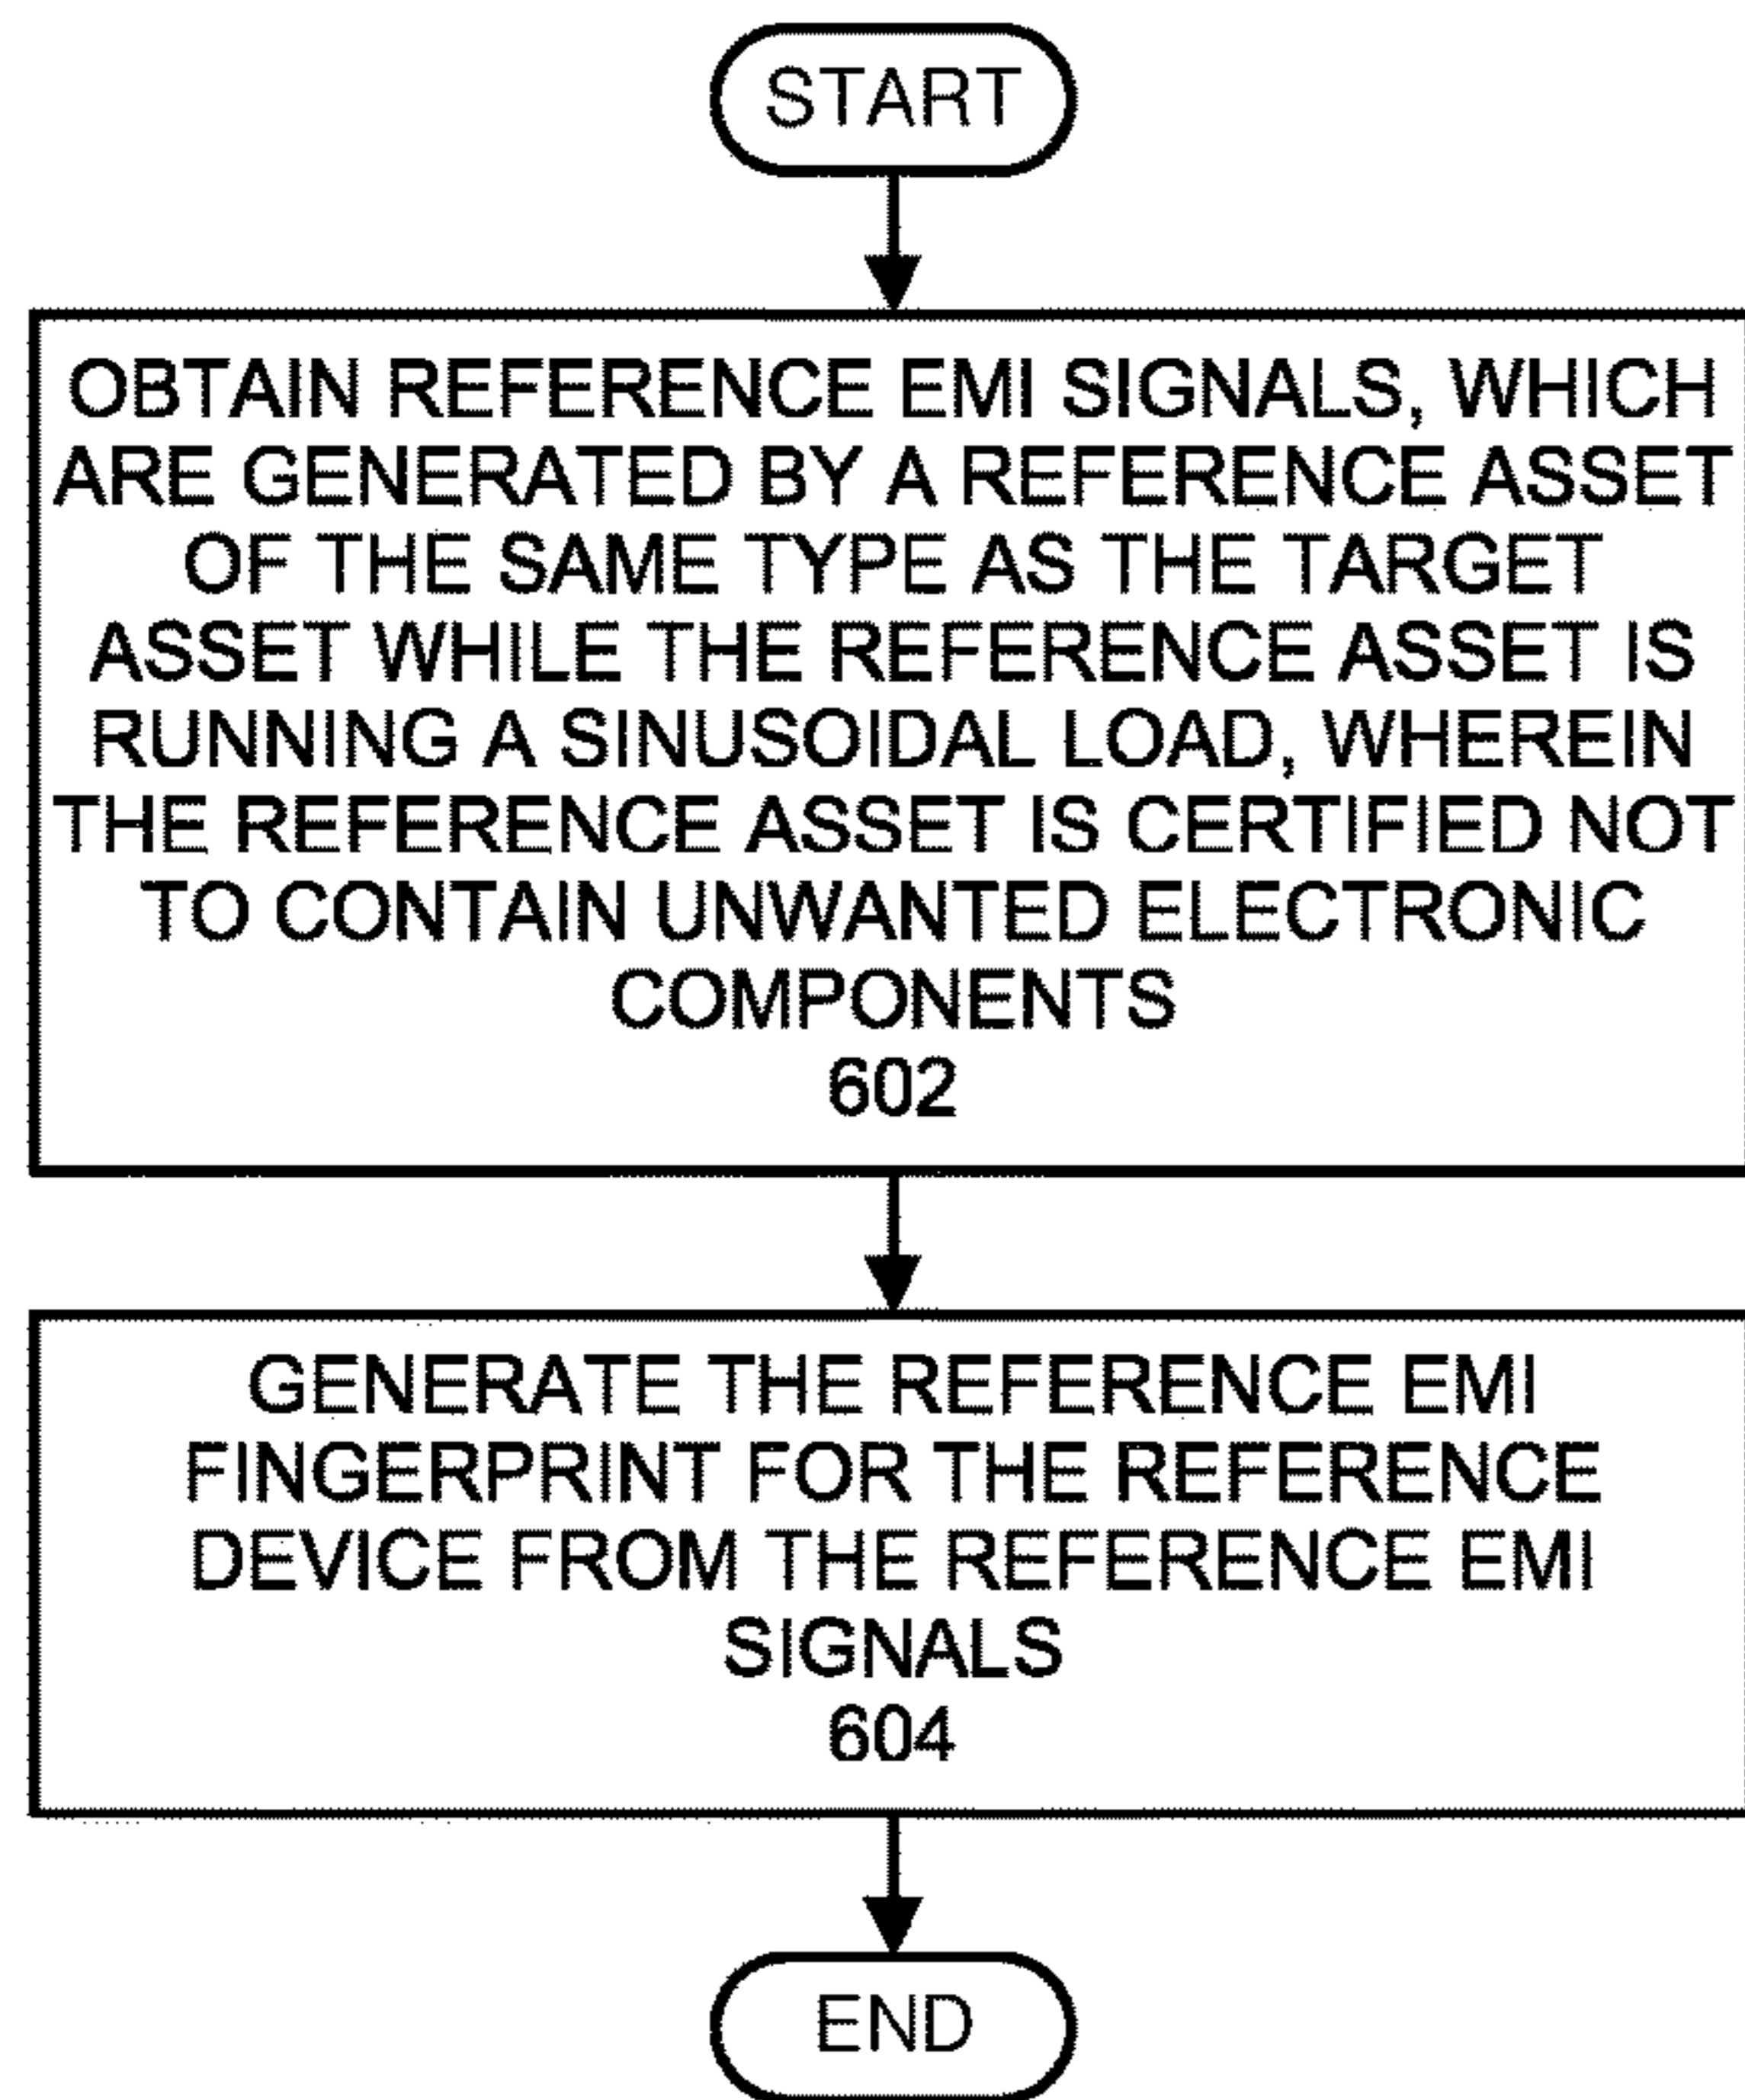 START
OBTAIN REFERENCE EMI SIGNALS, WHICH
ARE GENERATED BY A REFERENCE ASSET
OF THE SAME TYPE AS THE TARGET
ASSET WHILE THE REFERENCE ASSET IS
RUNNING A SINUSOIDAL LOAD, WHEREIN
THE REFERENCE ASSET IS CERTIFIED NOT
TO CONTAIN UNWANTED ELECTRONIC
COMPONENTS
602
GENERATE THE REFERENCE EMI
FINGERPRINT FOR THE REFERENCE
DEVICE FROM THE REFERENCE EMI
SIGNALS
604
END